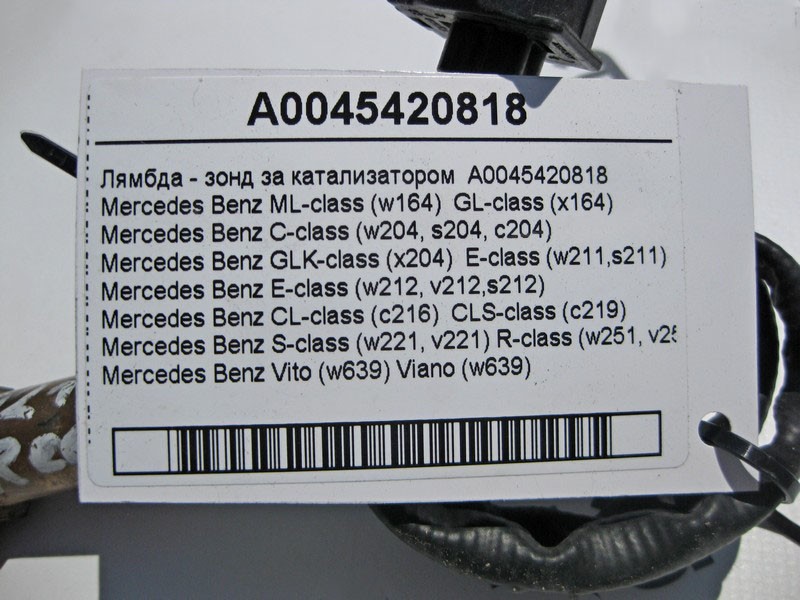 A0045420818
Лямбда - зонд за катализатором A0045420818
Mercedes Benz ML-class (w164) GL-class (x164)
Mercedes Benz C-class (w204, s204, c204)
Mercedes Benz GLK-class (x204) E-class (w211,s211)
Mercedes Benz E-class (w212, v212,s212)
Mercedes Benz CL-class (c216) CLS-class (c219)
Mercedes Benz S-class (w221, v221) R-class (w251, v25
Mercedes Benz Vito (w639) Viano (w639)